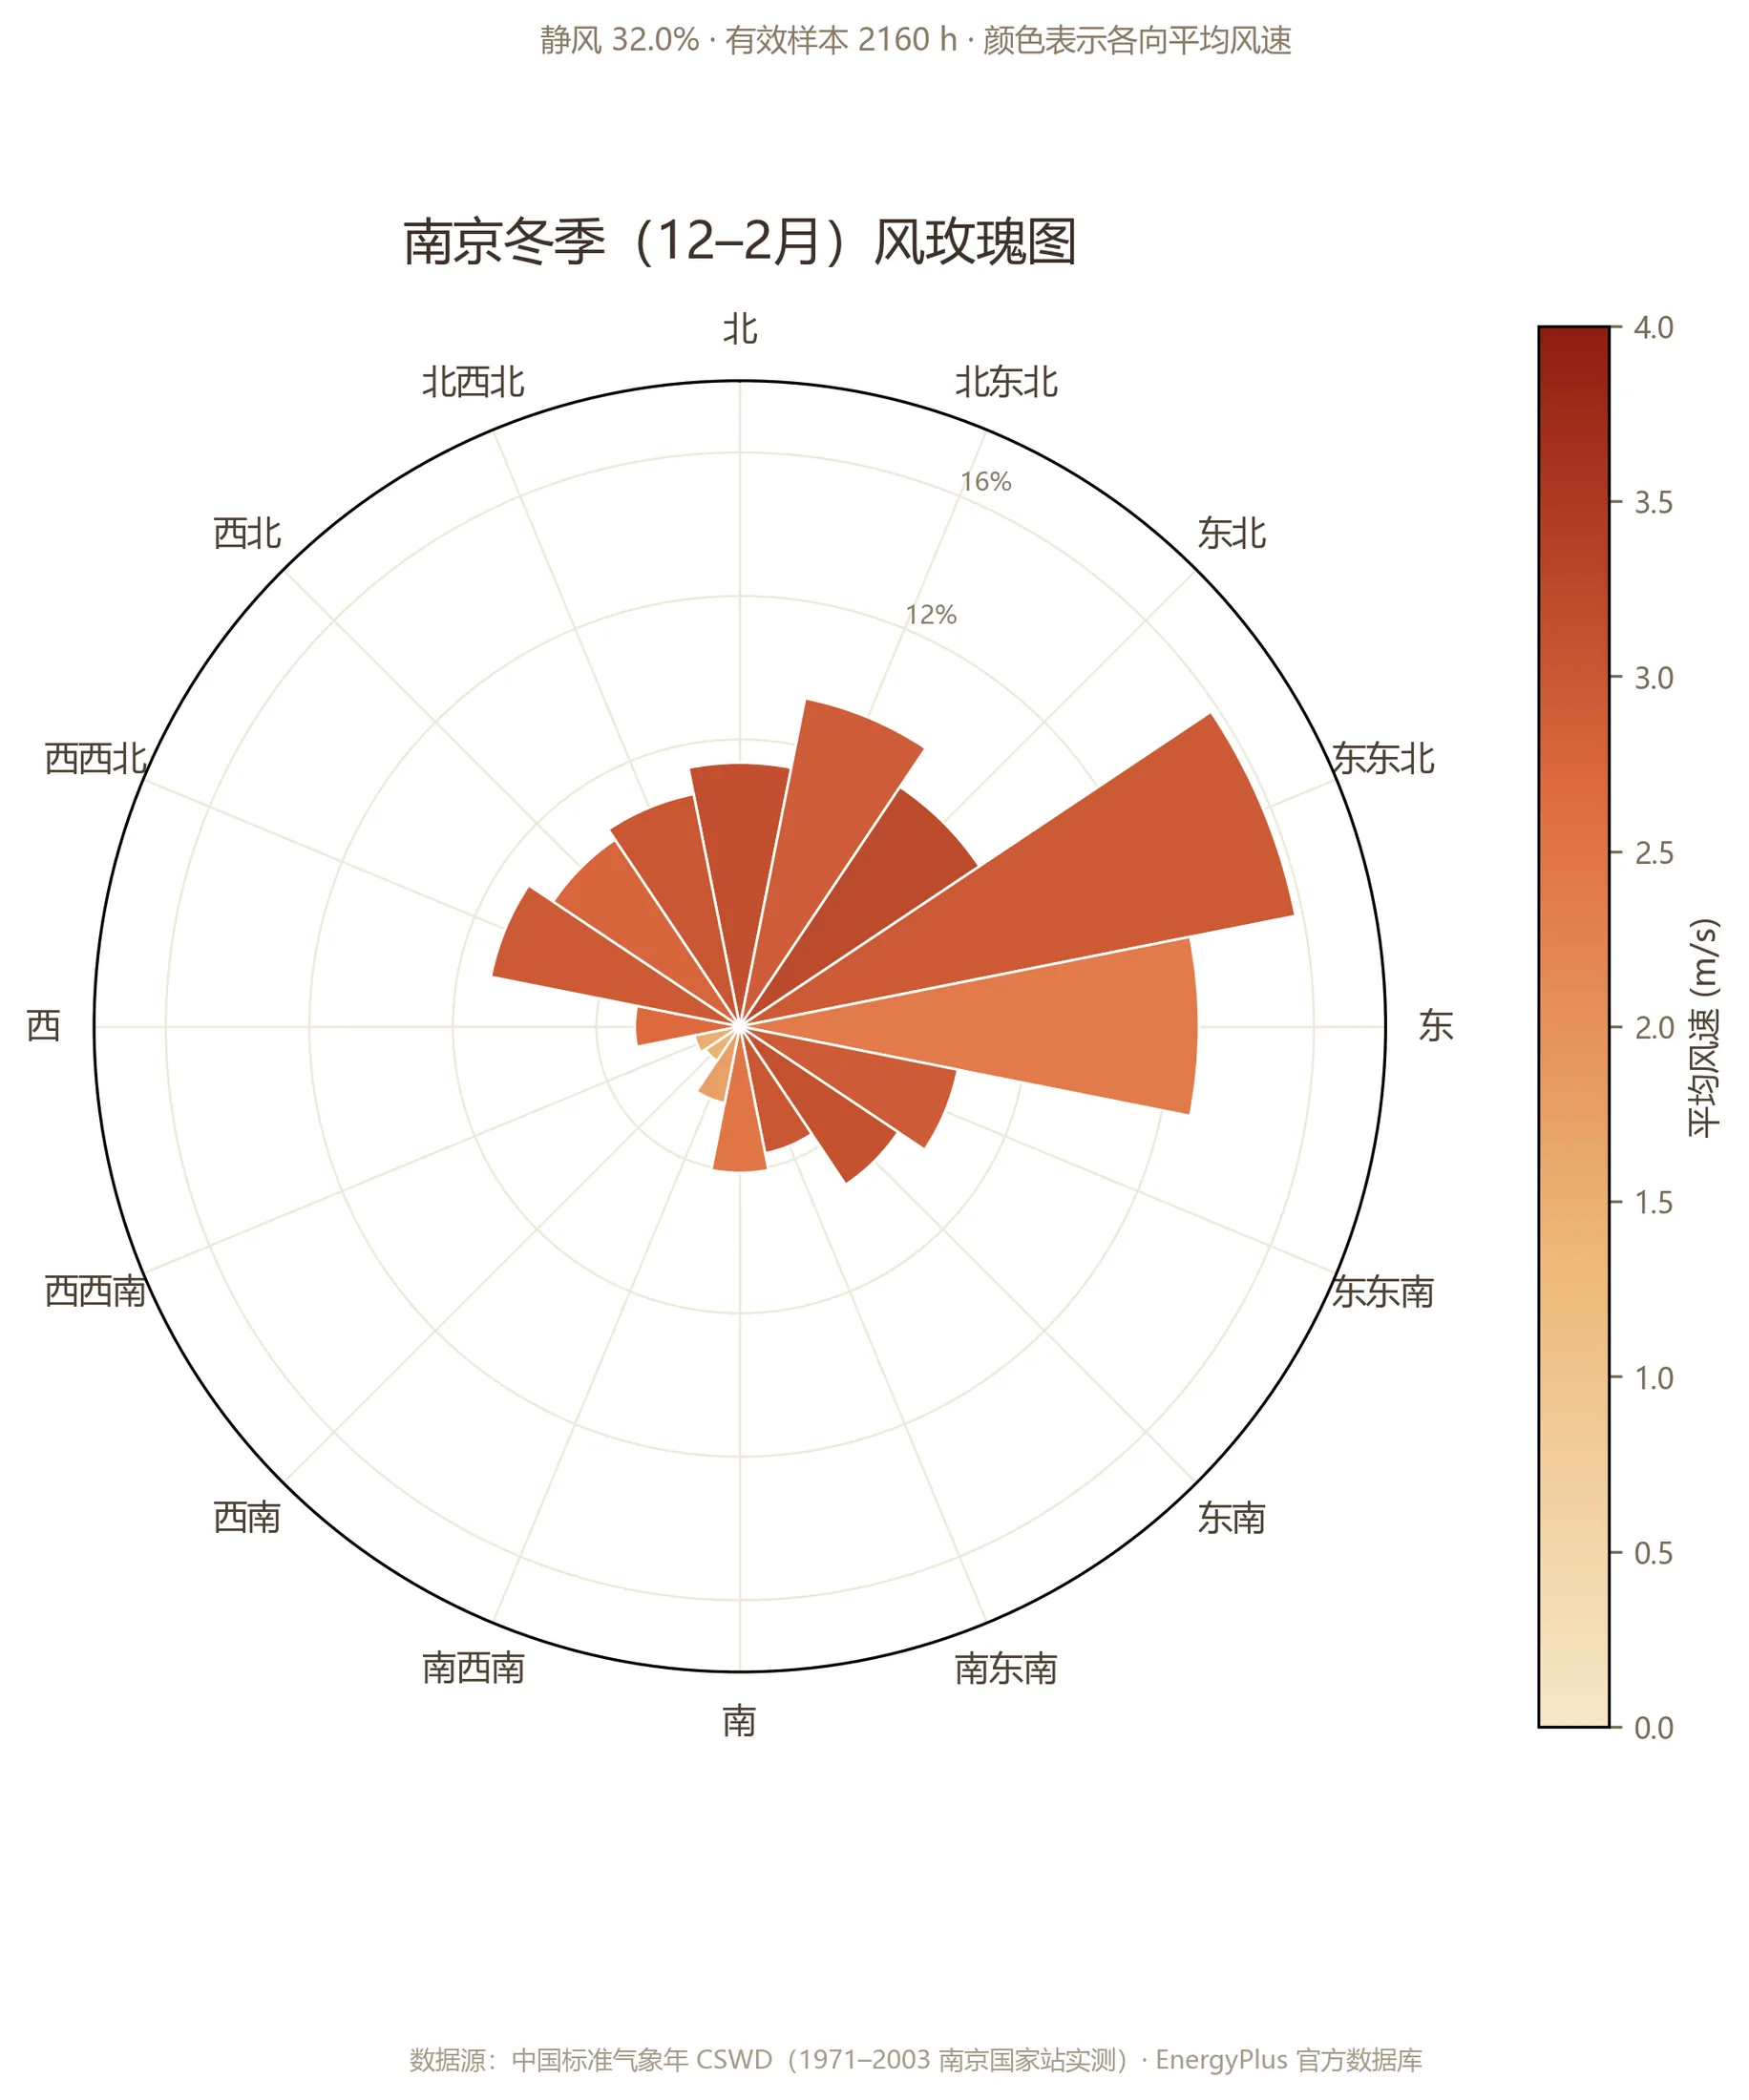 静风 32.0% · 有效样本 2160 h · 颜色表示各向平均风速
南京冬季（12–2月）风玫瑰图
北
北西北
北东北
16%
西北
东北
12%
西西北
东东北
西
东
西西南
东东南
西南
东南
南西南
南东南
南
4.0
3.5
3.0
2.5
2.0
1.5
1.0
0.5
0.0
平均风速 (m/s)
数据源：中国标准气象年 CSWD（1971–2003 南京国家站实测）· EnergyPlus 官方数据库